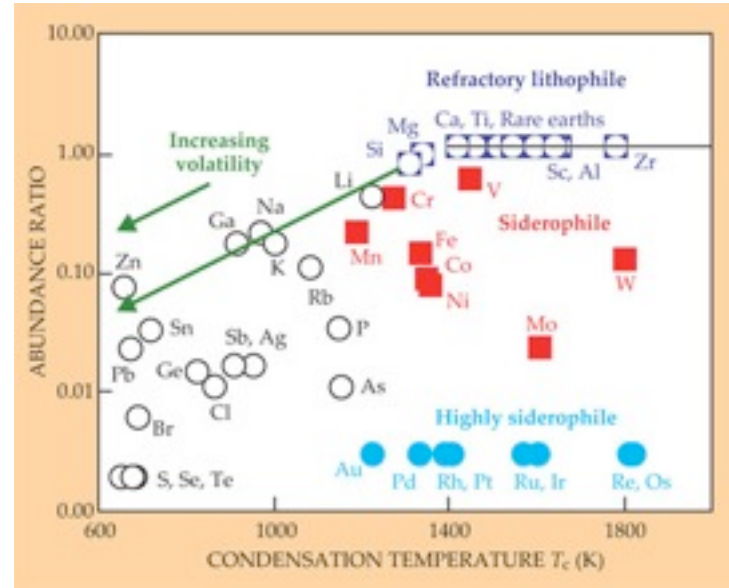 10.00
1.00
0.10
0.01
0.00
ABUNDANCE RATIO
Refractory lithophile
Ca, Ti, Rare earths
Mg
Si
Sc, Al
Zr
Increasing
volatility
Li
Cr
V
Siderophile
Na
Ga
K
Mn
Fe
Co
Ni
W
Zn
Rb
Mo
Sn
Pb
Sb, Ag
P
Ge
Cl
As
Br
Highly siderophile
S, Se, Te
Au
Pd
Rh, Pt
Ru, Ir
Re, Os
600
1000
1400
1800
CONDENSATION TEMPERATURE Tc (K)